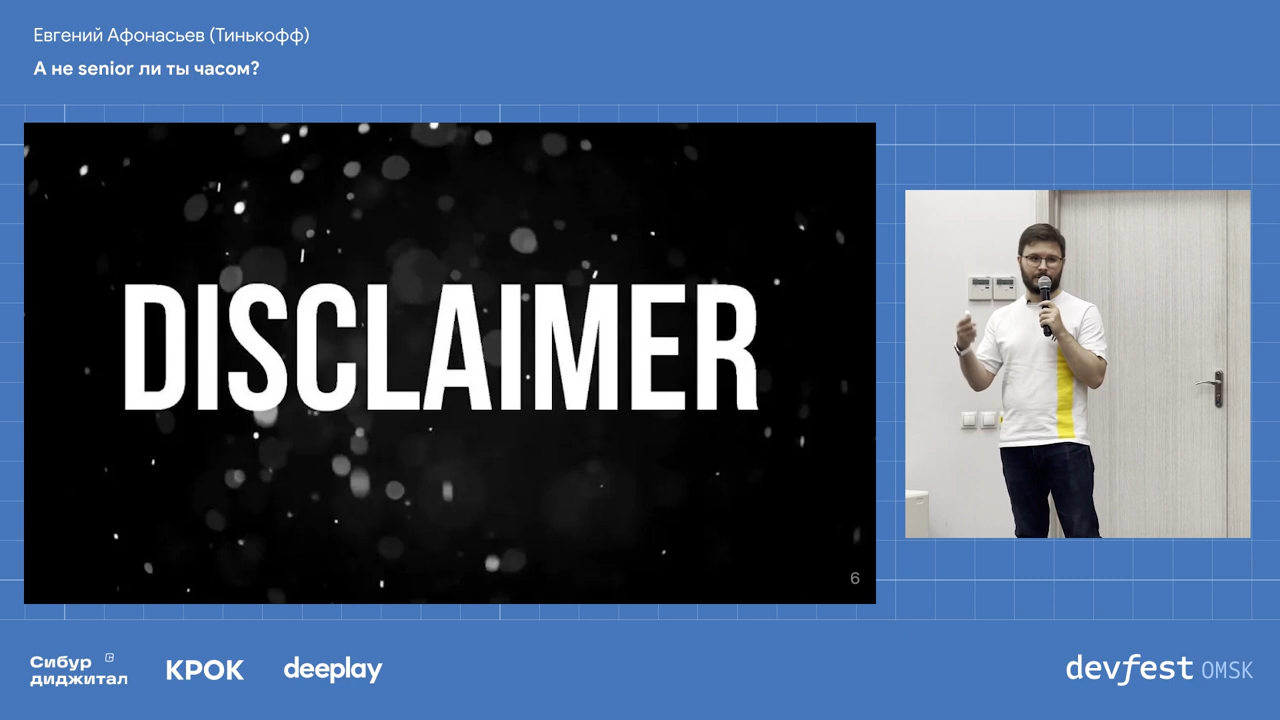 Евгений Афонасьев (Тинькофф)
А не senior ли ты часом?
DISCLAIMER
6
Сибур
диджитал
КРОК
deeplay
devfest OMSK